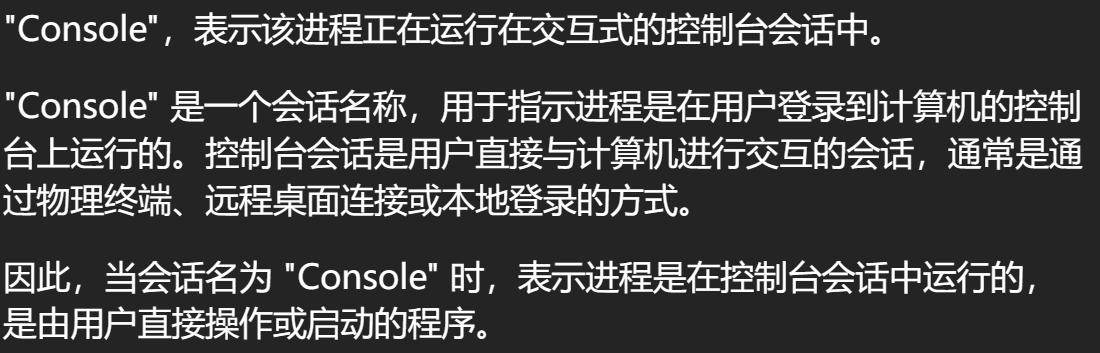 "Console"，表示该进程正在运行在交互式的控制台会话中。
"Console" 是一个会话名称，用于指示进程是在用户登录到计算机的控制
台上运行的。控制台会话是用户直接与计算机进行交互的会话，通常是通
过物理终端、远程桌面连接或本地登录的方式。
因此，当会话名为 "Console" 时，表示进程是在控制台会话中运行的，
是由用户直接操作或启动的程序。